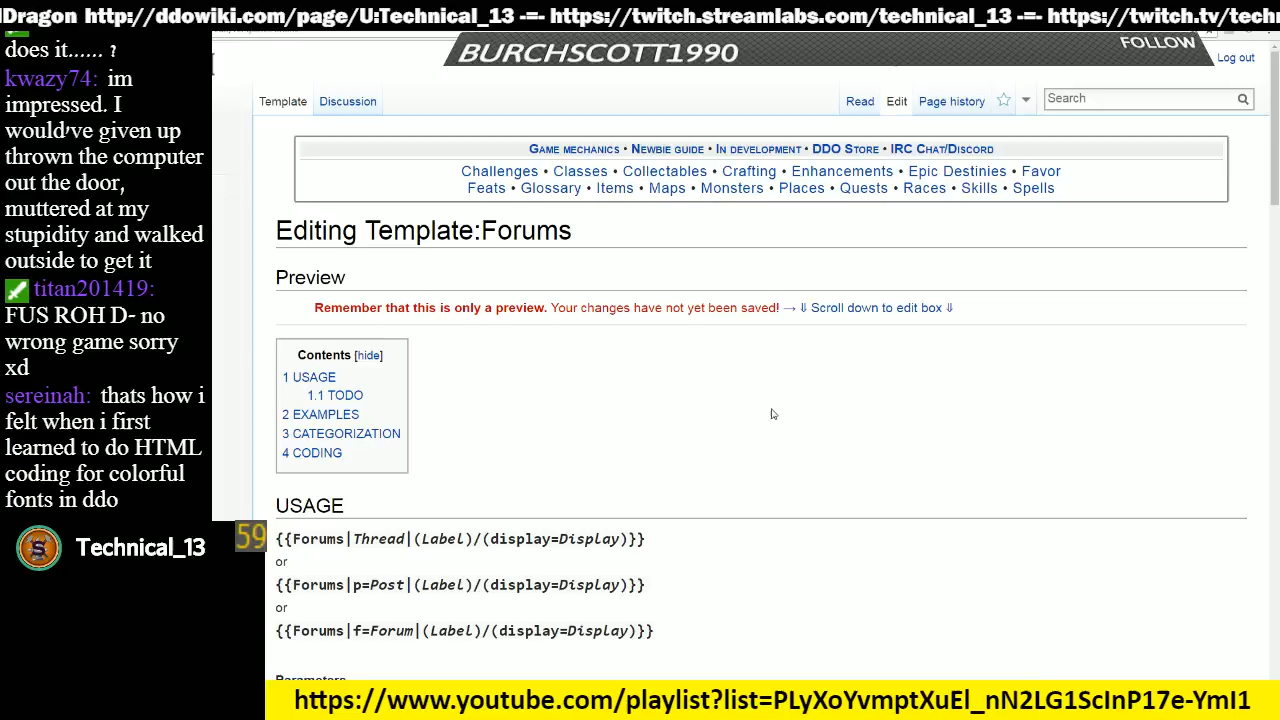 Dragon http://ddowiki.com/page/U:Technical_13 -=- https://twitch.streamlabs.com/technical_13 -=- https://twitch.tv/tech
does it...... ?
kwazy74: im
impressed. I
would've given up
thrown the computer
out the door,
muttered at my
stupidity and walked
outside to get it
titan201419:
FUS ROH D- no
wrong game sorry
xd
sereinah: thats how i
felt when i first
learned to do HTML
coding for colorful
fonts in ddo
Technical_13
59
BURCHSCOTT1990
FOLLOW
Log out
Template Discussion Read Edit Page history Search
Game mechanics • Newbie guide • In development • DDO Store • IRC Chat/Discord
Challenges • Classes • Collectables • Crafting • Enhancements • Epic Destinies • Favor
Feats • Glossary • Items • Maps • Monsters • Places • Quests • Races • Skills • Spells
Editing Template:Forums
Preview
Remember that this is only a preview. Your changes have not yet been saved! → ⇓ Scroll down to edit box ⇓
Contents [hide]
1 USAGE
1.1 TODO
2 EXAMPLES
3 CATEGORIZATION
4 CODING
USAGE
{{Forums|Thread|(Label)/(display=Display)}}
or
{{Forums|p=Post|(Label)/(display=Display)}}
or
{{Forums|f=Forum|(Label)/(display=Display)}}
Parameters
https://www.youtube.com/playlist?list=PLyXoYvmptXuEl_nN2LG1ScInP17e-YmI1